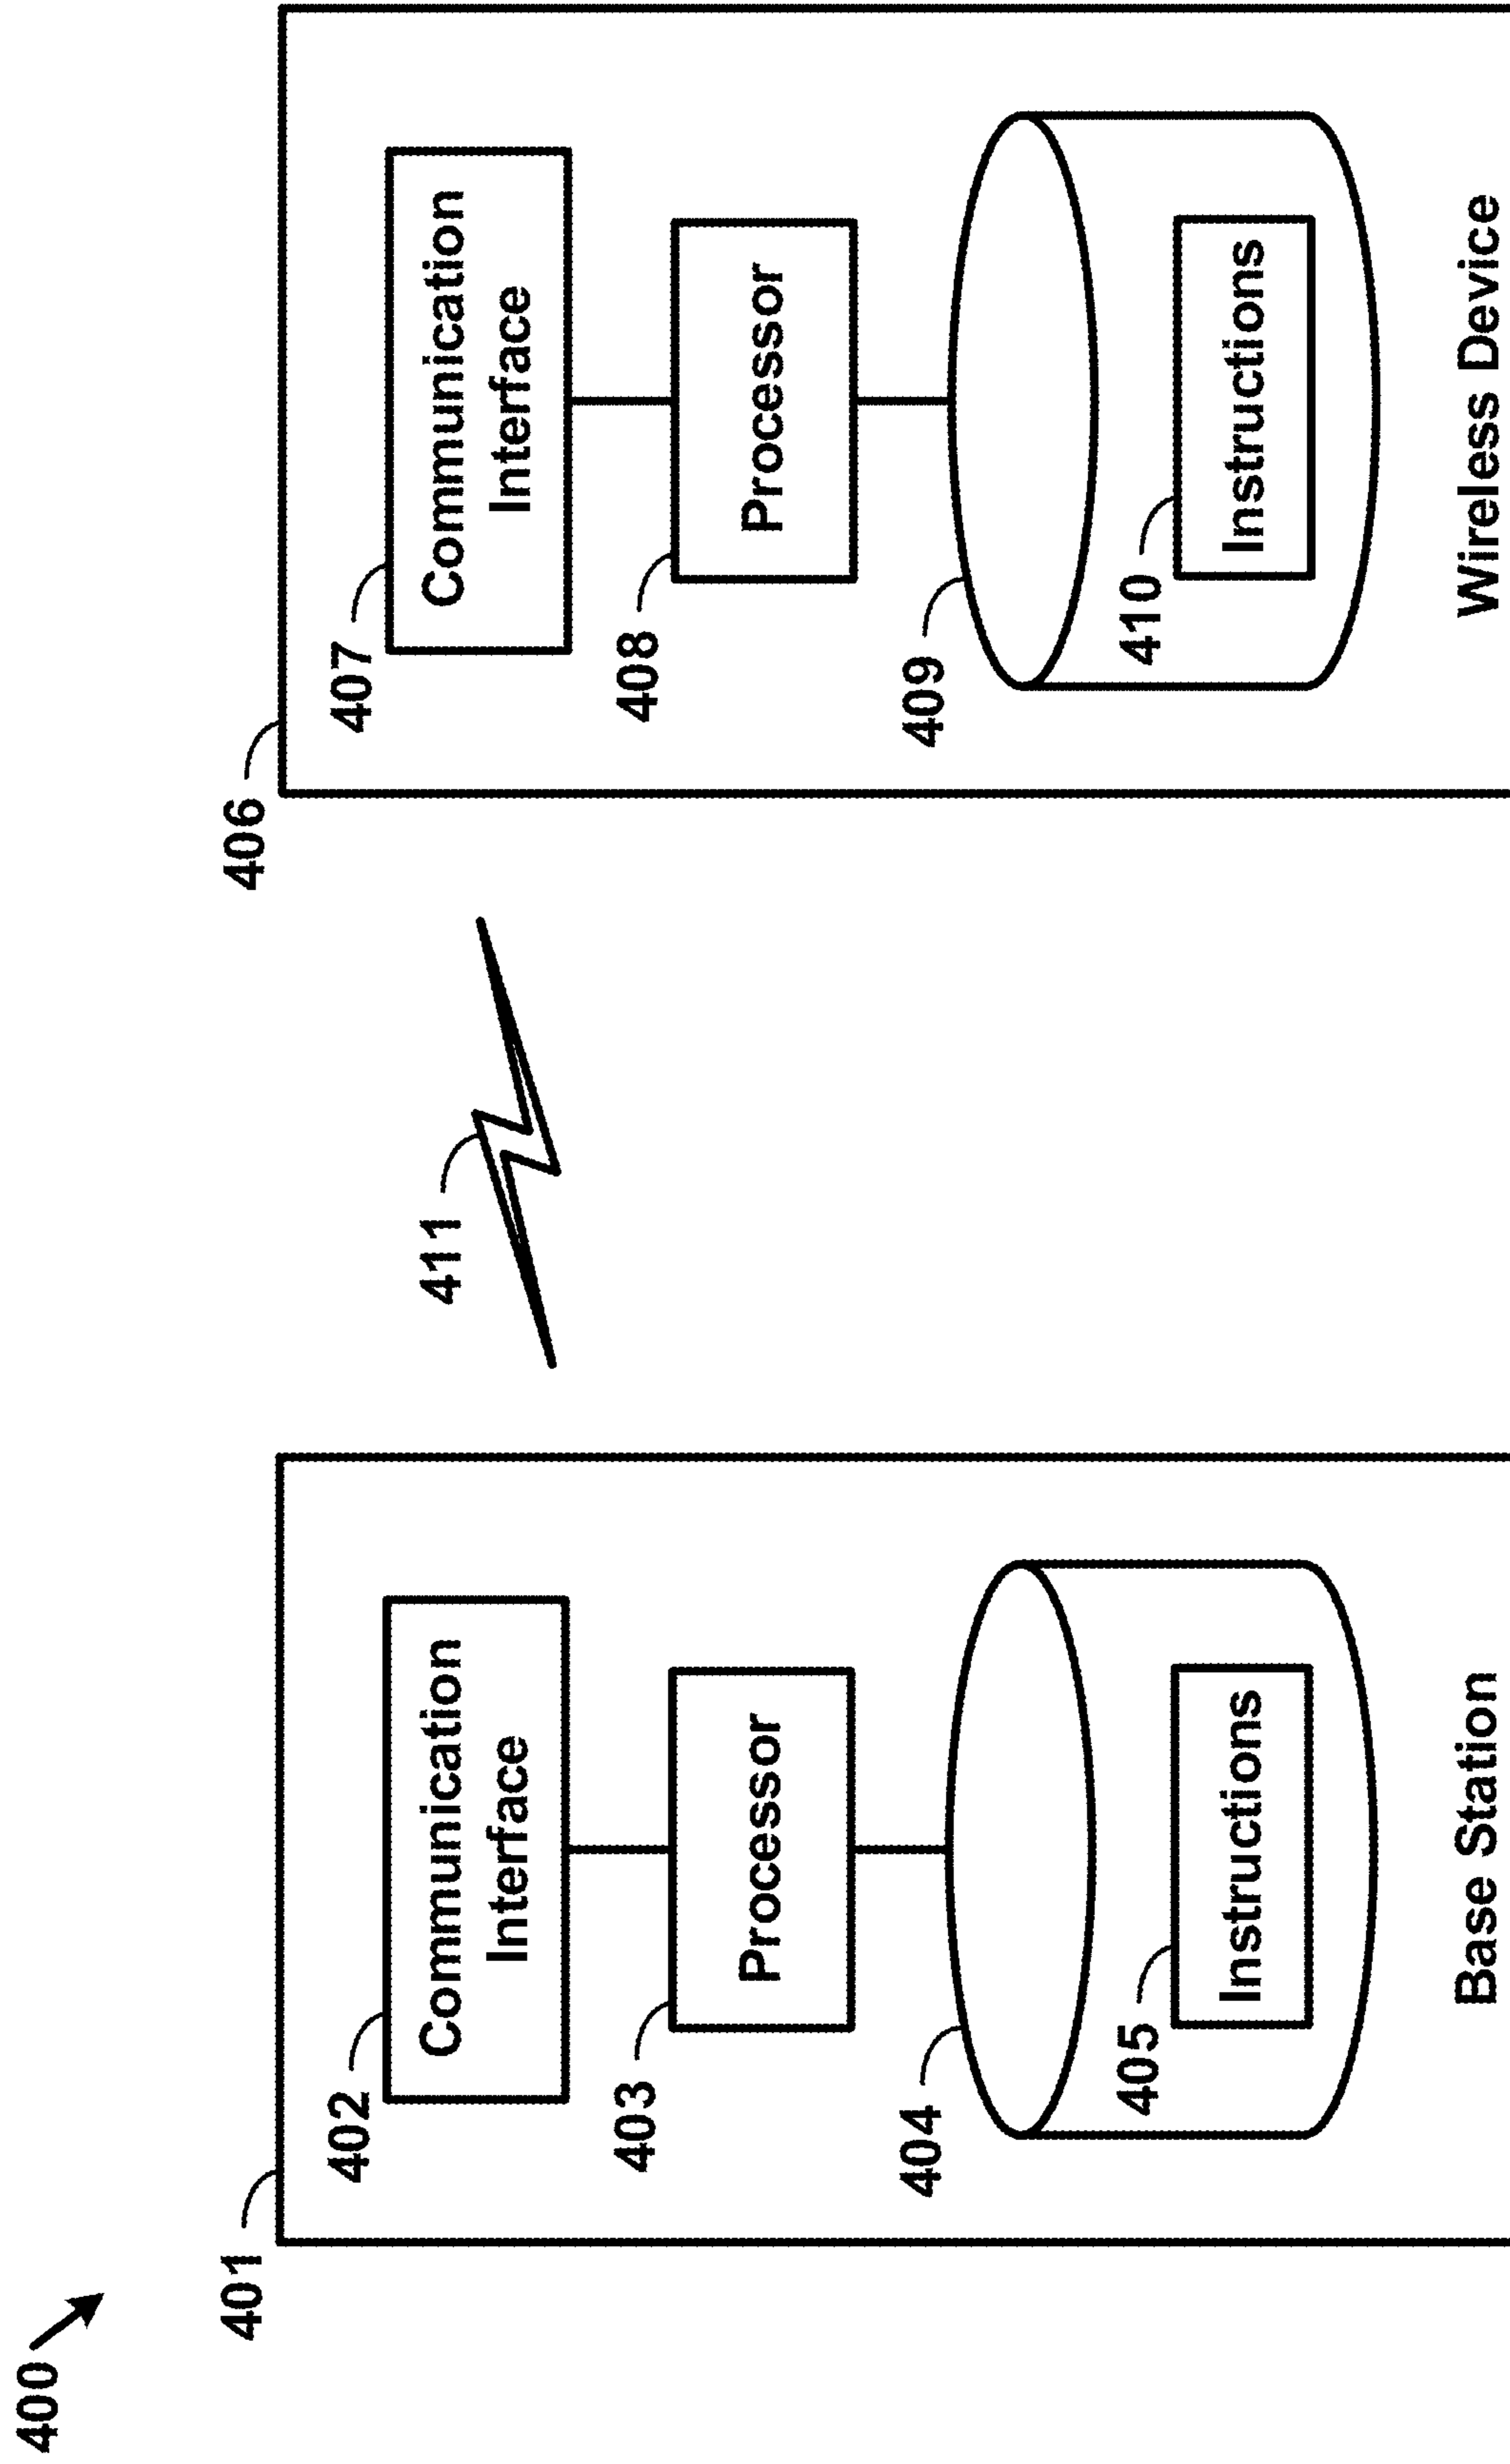 400
401
402
Communication
Interface
403
Processor
404
405
Instructions
Base Station
411
406
407
Communication
Interface
408
Processor
409
410
Instructions
Wireless Device